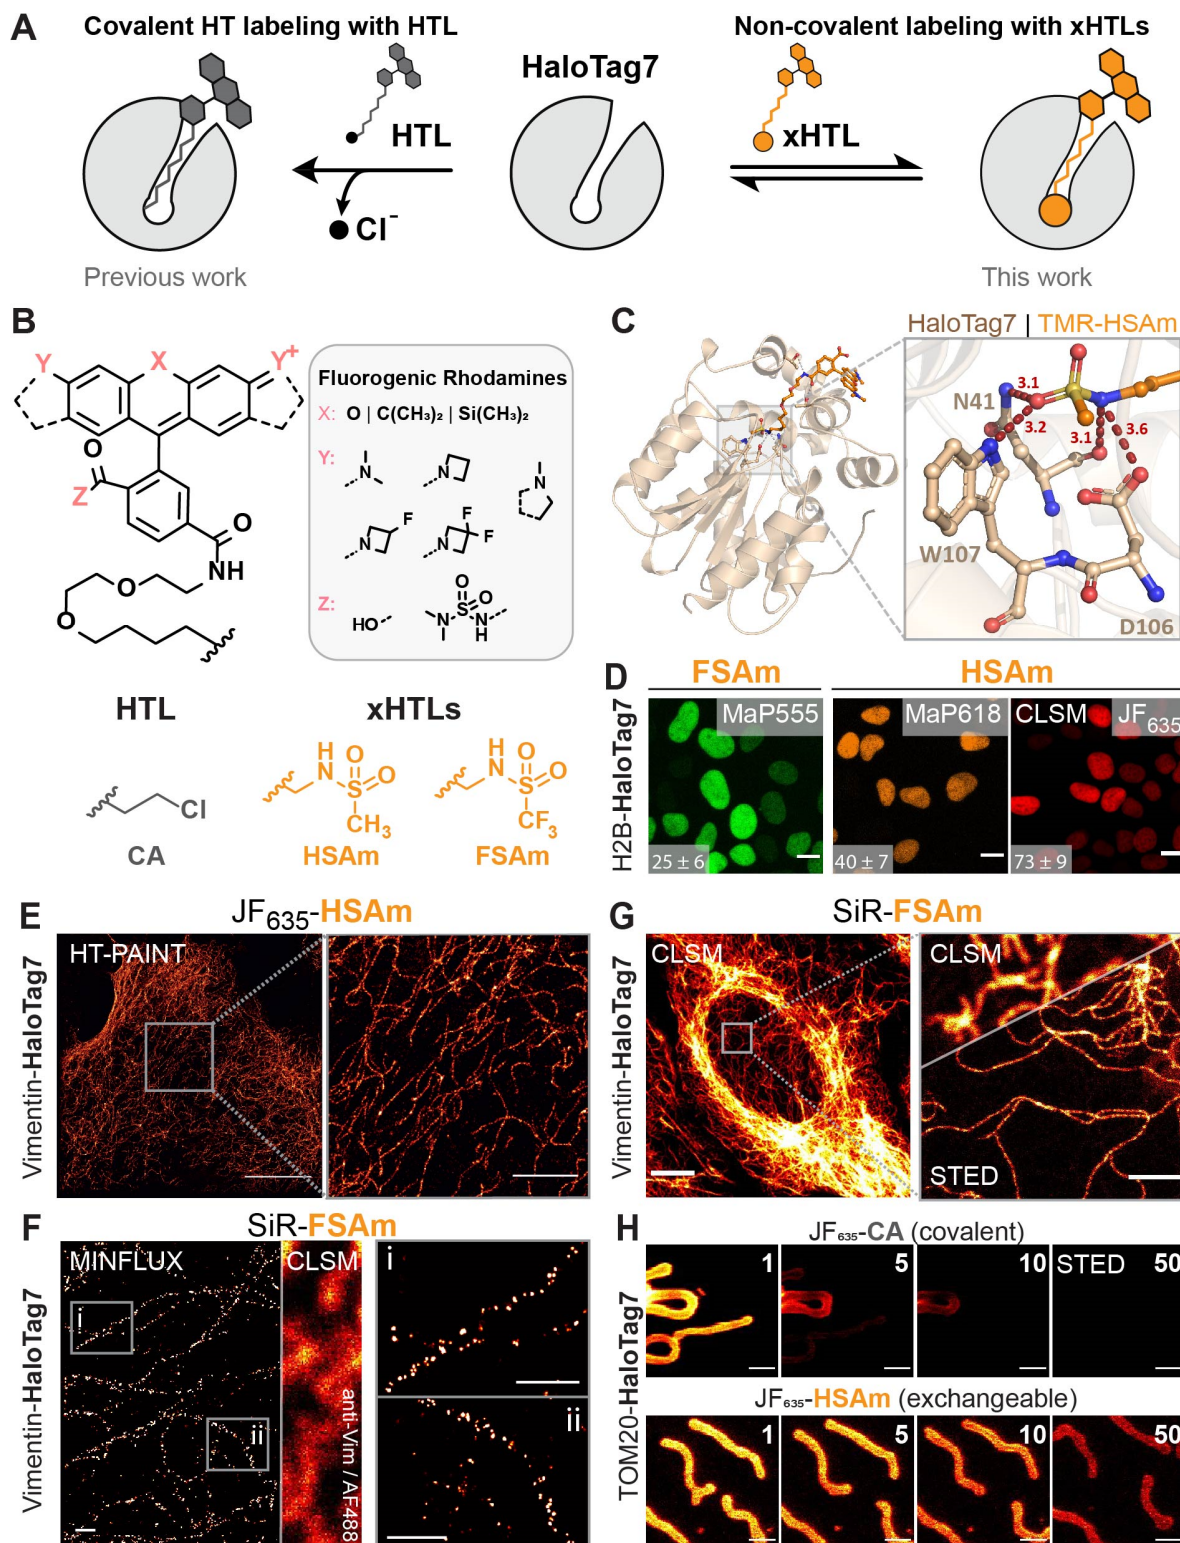 A
Covalent HT labeling with HTL
Non-covalent labeling with xHTLs
HaloTag7
HTL
xHTL
Cl⁻
Previous work
This work
B
Y
X
Y⁺
O
Z
O
NH
O
O
Fluorogenic Rhodamines
X: O | C(CH₃)₂ | Si(CH₃)₂
Y:
N
N
N
N
F
N
F
F
Z:
HO
O
O
S
N
N
H
HTL
xHTLs
Cl
CA
H
N
O
S
O
CH₃
HSAm
H
N
O
S
O
CF₃
FSAm
C
HaloTag7 | TMR-HSAm
N41
3.1
3.2
3.1
3.6
W107
D106
D
FSAm
HSAm
H2B-HaloTag7
MaP555
25 ± 6
MaP618
40 ± 7
CLSM
JF₆₃₅
73 ± 9
E
JF₆₃₅-HSAm
Vimentin-HaloTag7
HT-PAINT
G
SiR-FSAm
Vimentin-HaloTag7
CLSM
CLSM
STED
F
SiR-FSAm
Vimentin-HaloTag7
MINFLUX
i
ii
CLSM
anti-Vim / AF488
i
ii
H
JF₆₃₅-CA (covalent)
TOM20-HaloTag7
1
5
10
STED
50
JF₆₃₅-HSAm (exchangeable)
1
5
10
50